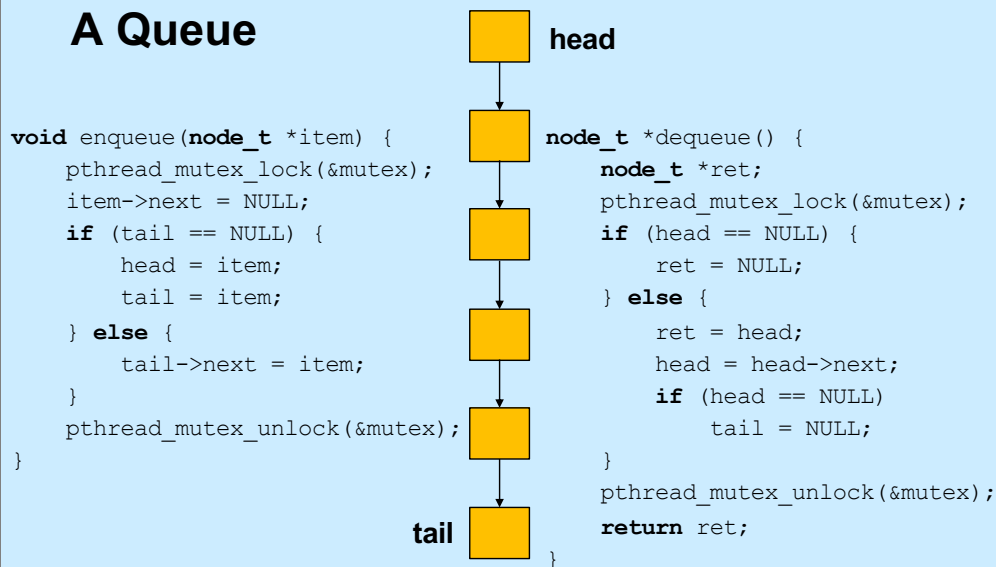 A Queue
head
void enqueue(node_t *item) {
    pthread_mutex_lock(&mutex);
    item->next = NULL;
    if (tail == NULL) {
        head = item;
        tail = item;
    } else {
        tail->next = item;
    }
    pthread_mutex_unlock(&mutex);
}
node_t *dequeue() {
    node_t *ret;
    pthread_mutex_lock(&mutex);
    if (head == NULL) {
        ret = NULL;
    } else {
        ret = head;
        head = head->next;
        if (head == NULL)
            tail = NULL;
    }
    pthread_mutex_unlock(&mutex);
    return ret;
}
tail